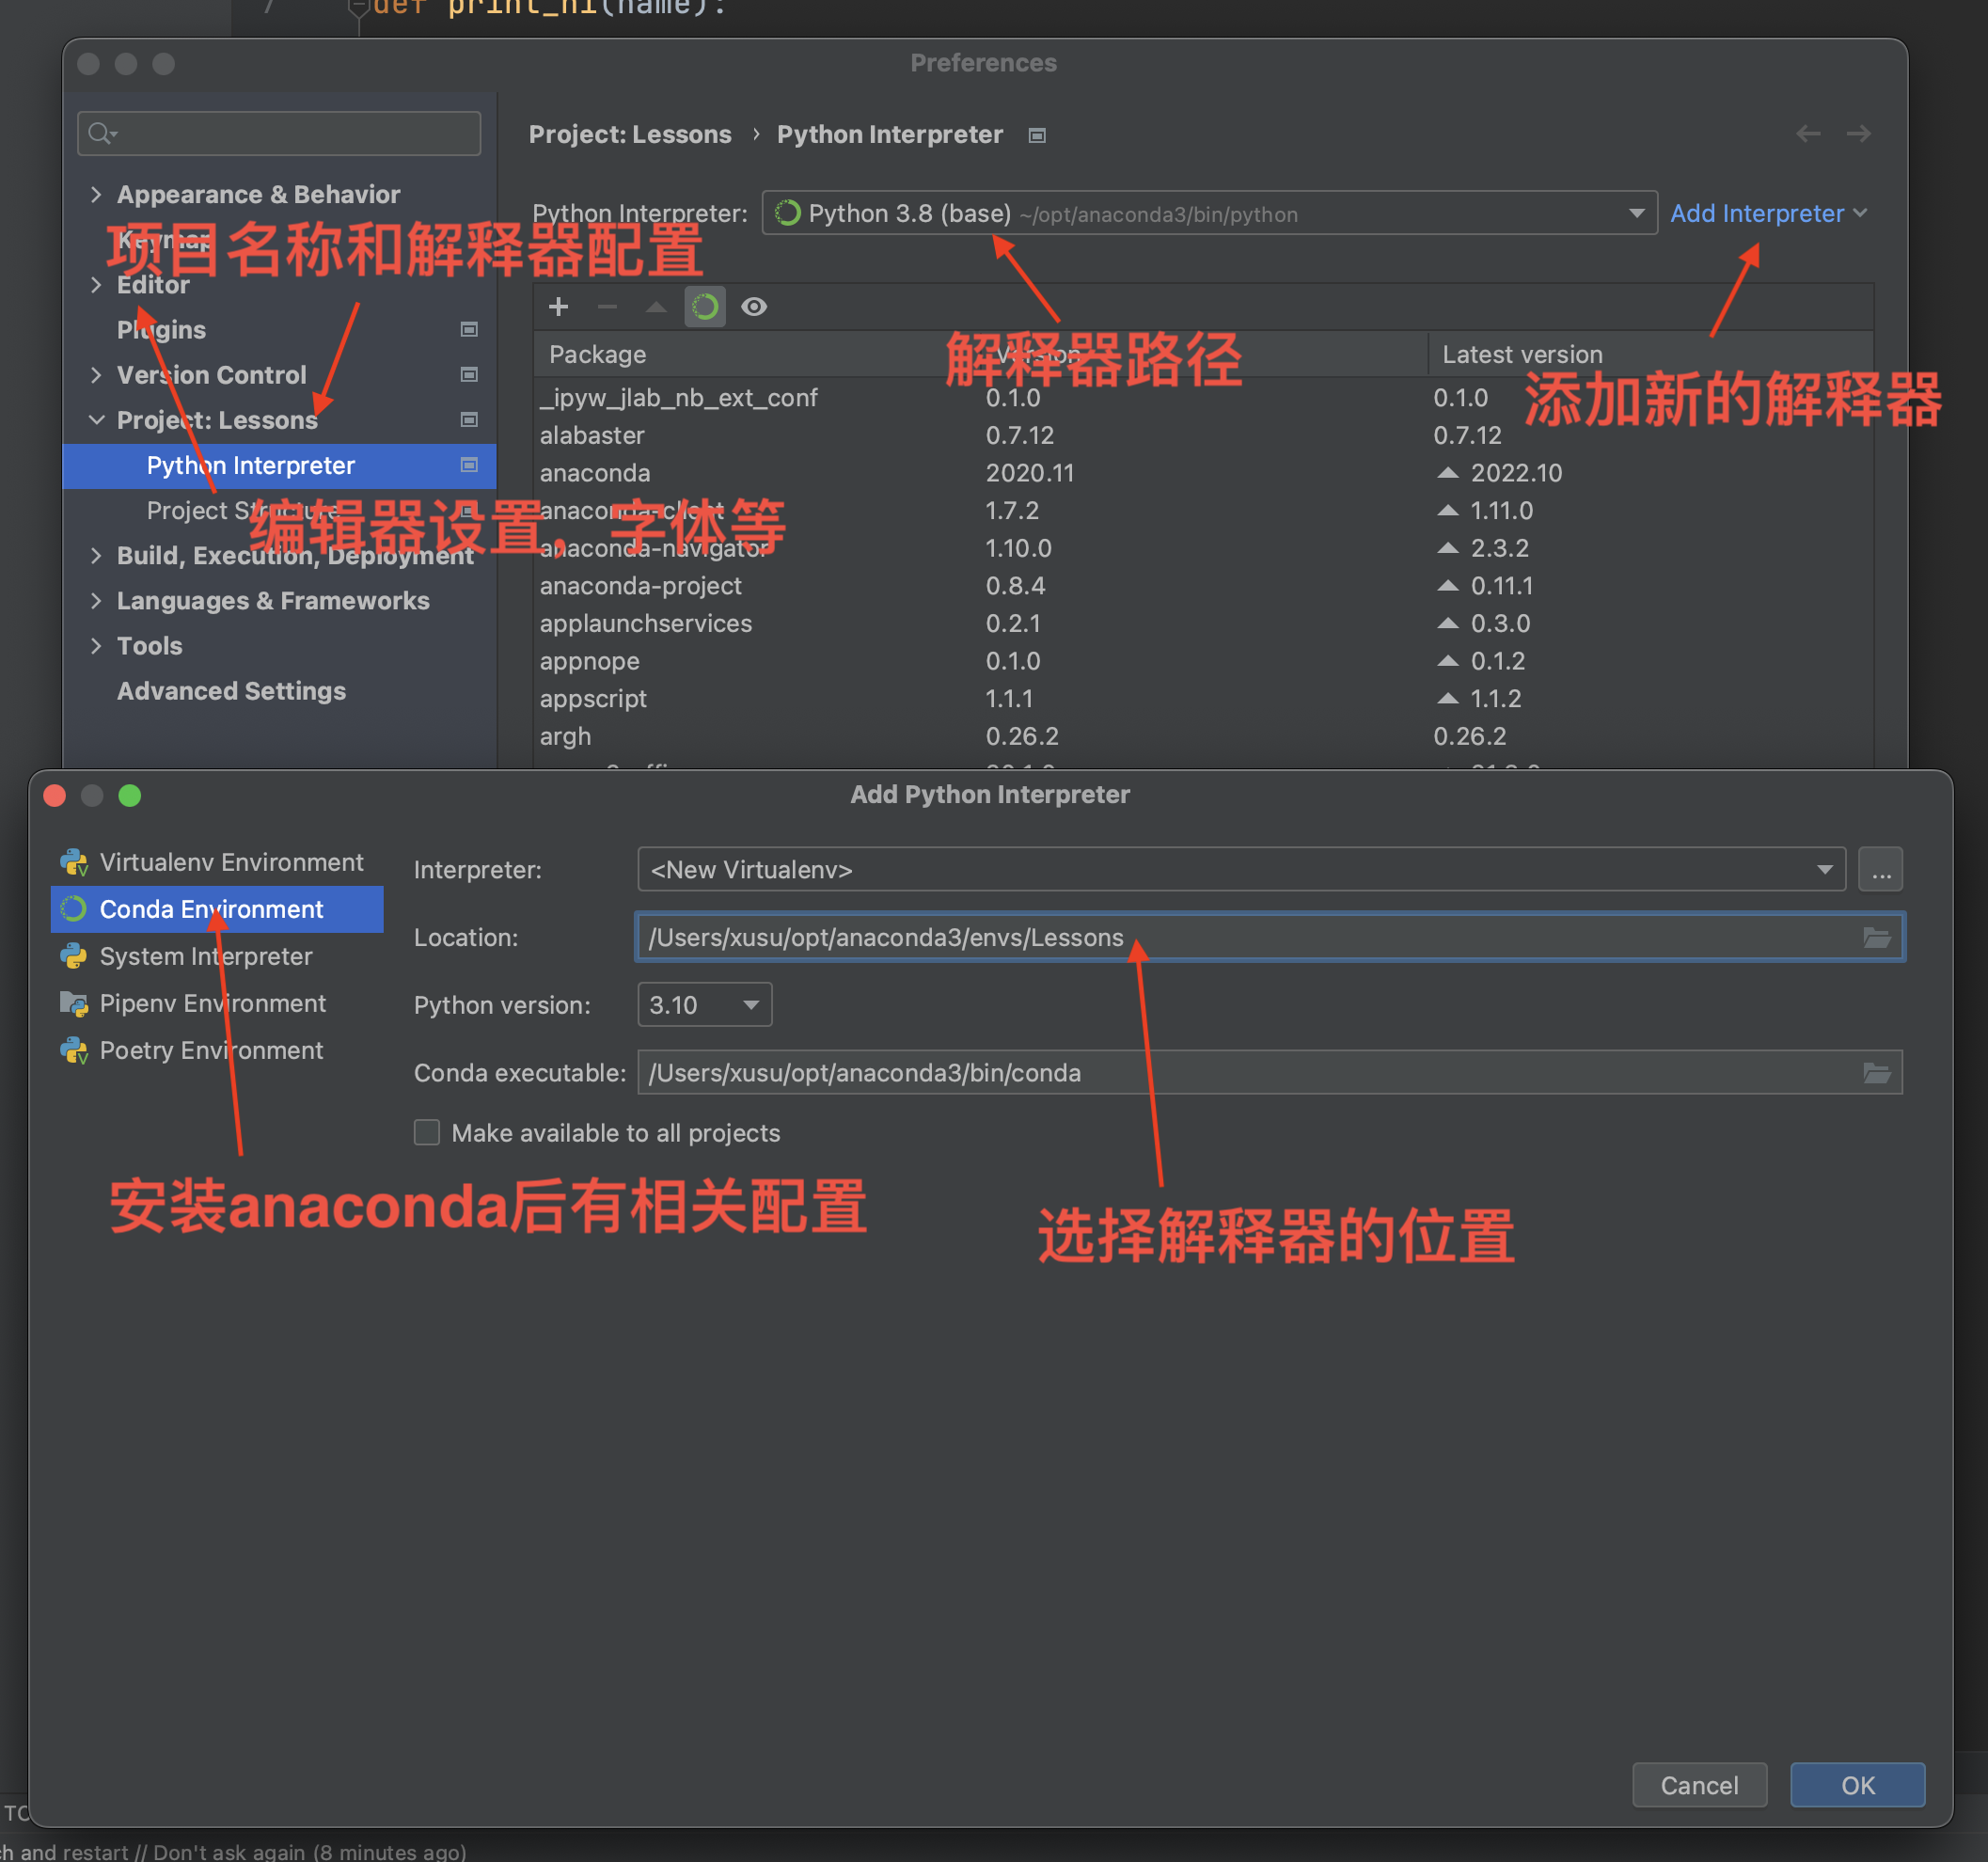 7 def print_hi(name):
Preferences
Project: Lessons › Python Interpreter
Appearance & Behavior
Python Interpreter: Python 3.8 (base) ~/opt/anaconda3/bin/python Add Interpreter
项目名称和解释器配置
Keymap
Editor
Plugins
解释器路径
Package Version Latest version
Version Control
添加新的解释器
_ipyw_jlab_nb_ext_conf 0.1.0 0.1.0
Project: Lessons
alabaster 0.7.12 0.7.12
Python Interpreter
anaconda 2020.11 2022.10
Project Structure
编辑器设置，字体等
anaconda-client 1.7.2 1.11.0
anaconda-navigator 1.10.0 2.3.2
Build, Execution, Deployment
anaconda-project 0.8.4 0.11.1
Languages & Frameworks
applaunchservices 0.2.1 0.3.0
Tools
appnope 0.1.0 0.1.2
Advanced Settings
appscript 1.1.1 1.1.2
argh 0.26.2 0.26.2
Add Python Interpreter
Virtualenv Environment
Conda Environment
System Interpreter
Pipenv Environment
Poetry Environment
Interpreter: <New Virtualenv> ...
Location: /Users/xusu/opt/anaconda3/envs/Lessons
Python version: 3.10
Conda executable: /Users/xusu/opt/anaconda3/bin/conda
Make available to all projects
安装anaconda后有相关配置
选择解释器的位置
Cancel OK
TO
ch and restart // Don't ask again (8 minutes ago)